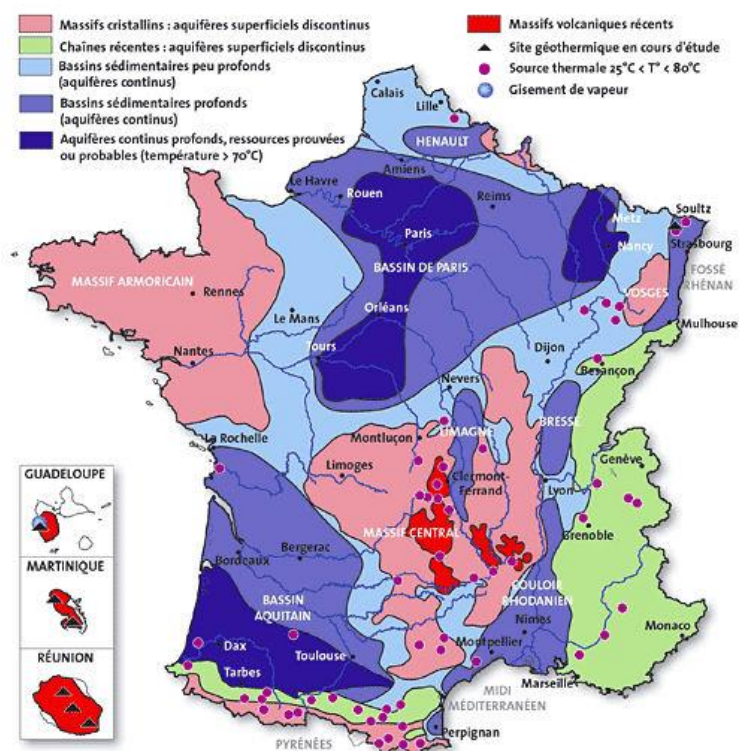 Massifs cristallins : aquifères superficiels discontinus
Chaînes récentes : aquifères superficiels discontinus
Bassins sédimentaires peu profonds
(aquifères continus)
Bassins sédimentaires profonds
(aquifères continus)
Aquifères continus profonds, ressources prouvées
ou probables (température > 70°C)
Massifs volcaniques récents
Site géothermique en cours d'étude
Source thermale 25°C < T° < 80°C
Gisement de vapeur
Calais
Lille
HENAULT
Amiens
Le Havre
Rouen
Reims
Metz
Soultz
Paris
Nancy
Strasbourg
BASSIN DE PARIS
FOSSÉ
RHÉNAN
MASSIF ARMORICAIN
VOSGES
Rennes
Orléans
Le Mans
Mulhouse
Tours
Dijon
Nantes
Besançon
Nevers
La Rochelle
Montluçon
LIMAGNE
BRESSE
Limoges
Genève
Clermont-
Ferrand
Lyon
MASSIF CENTRAL
Grenoble
Bergerac
Bordeaux
COULOIR
RHODANIEN
BASSIN
AQUITAIN
Nîmes
Dax
Toulouse
Montpellier
Monaco
Tarbes
Marseille
MIDI
MÉDITERRANÉEN
Perpignan
PYRÉNÉES
GUADELOUPE
MARTINIQUE
RÉUNION